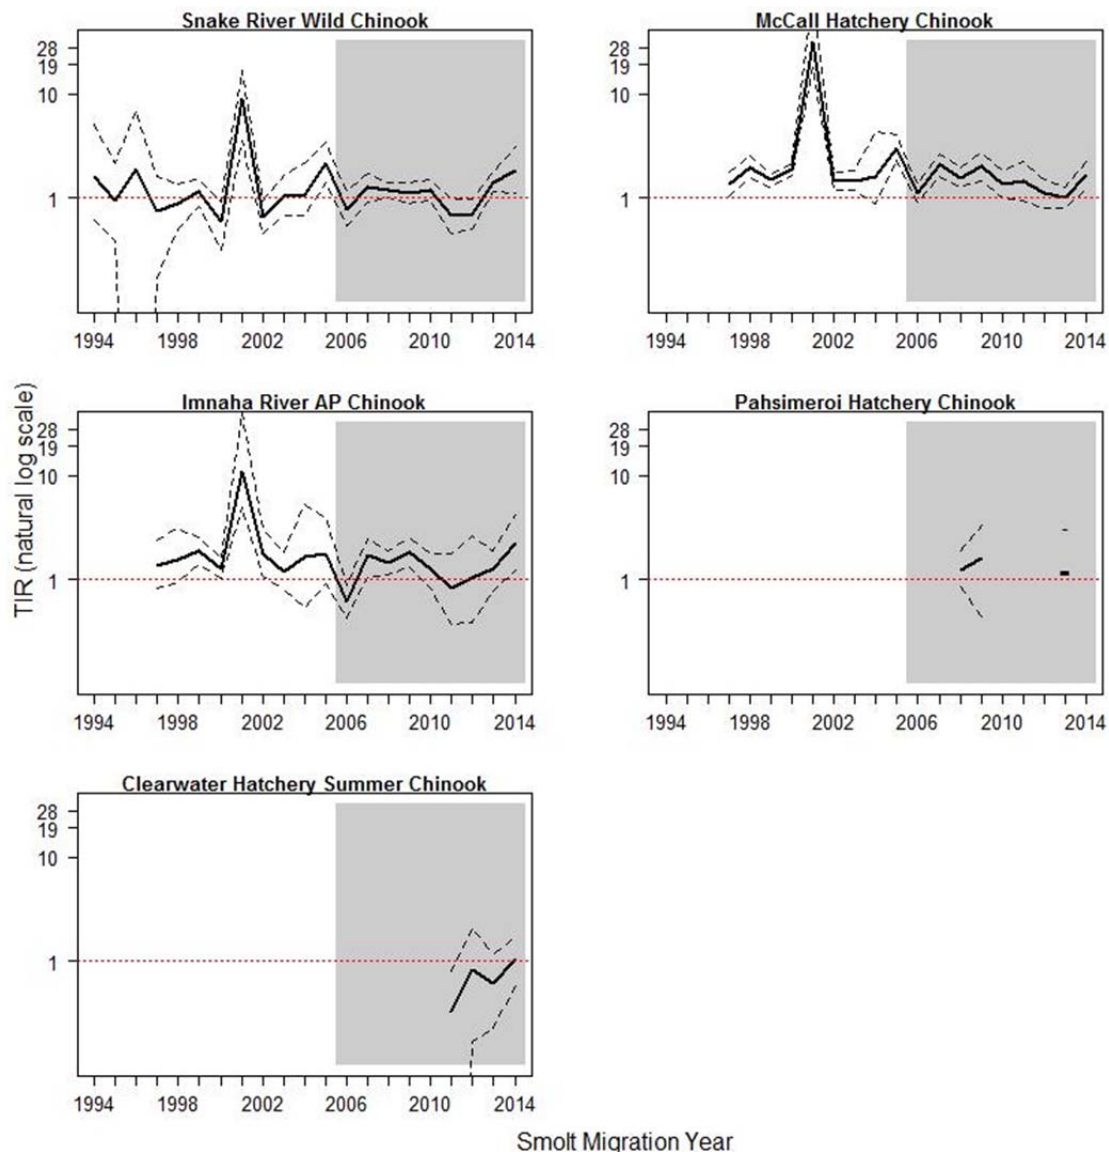 Snake River Wild Chinook
28
19
10
1
1994 1998 2002 2006 2010 2014
McCall Hatchery Chinook
28
19
10
1
1994 1998 2002 2006 2010 2014
TIR (natural log scale)
Imnaha River AP Chinook
28
19
10
1
1994 1998 2002 2006 2010 2014
Pahsimeroi Hatchery Chinook
28
19
10
1
1994 1998 2002 2006 2010 2014
Clearwater Hatchery Summer Chinook
28
19
10
1
1994 1998 2002 2006 2010 2014
Smolt Migration Year